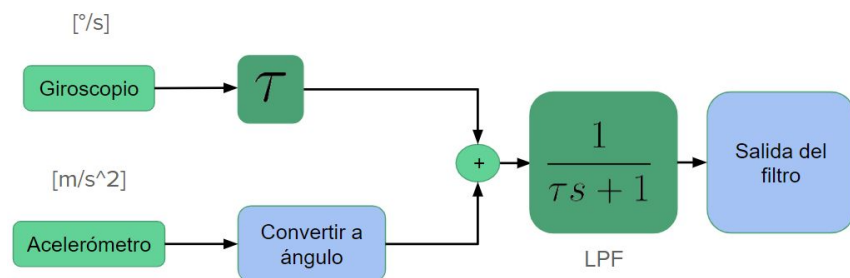 [°/s]
Giroscopio
τ
[m/s^2]
Acelerómetro
Convertir a
ángulo
+
1
τs + 1
LPF
Salida del
filtro